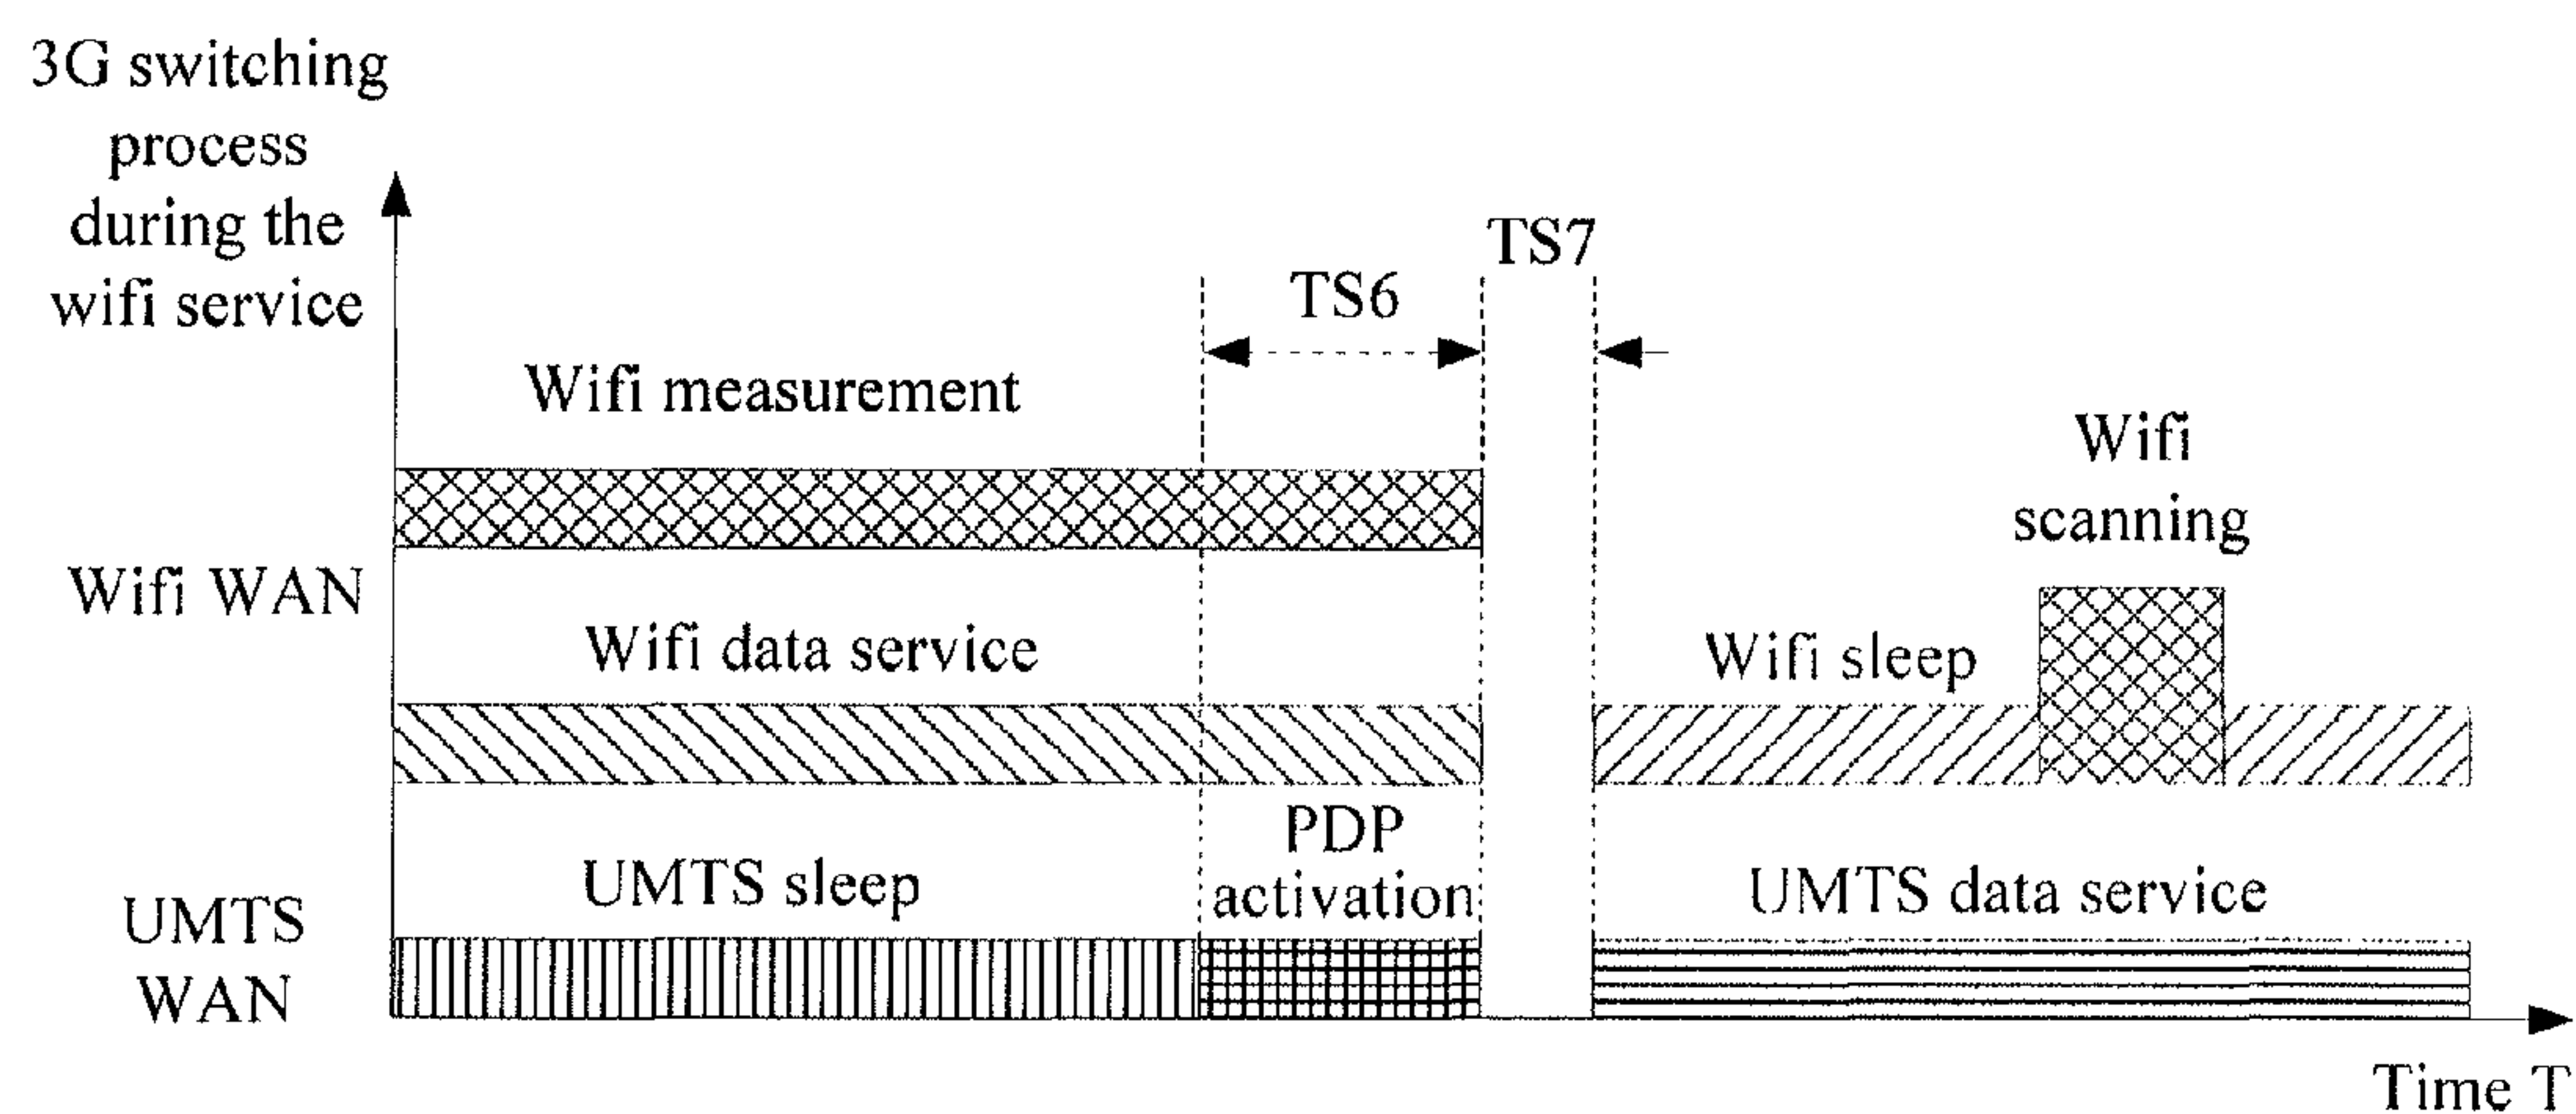 3G switching
process
during the
wifi service
TS7
TS6
Wifi measurement
Wifi
scanning
Wifi WAN
Wifi data service
Wifi sleep
PDP
activation
UMTS sleep
UMTS data service
UMTS
WAN
Time T